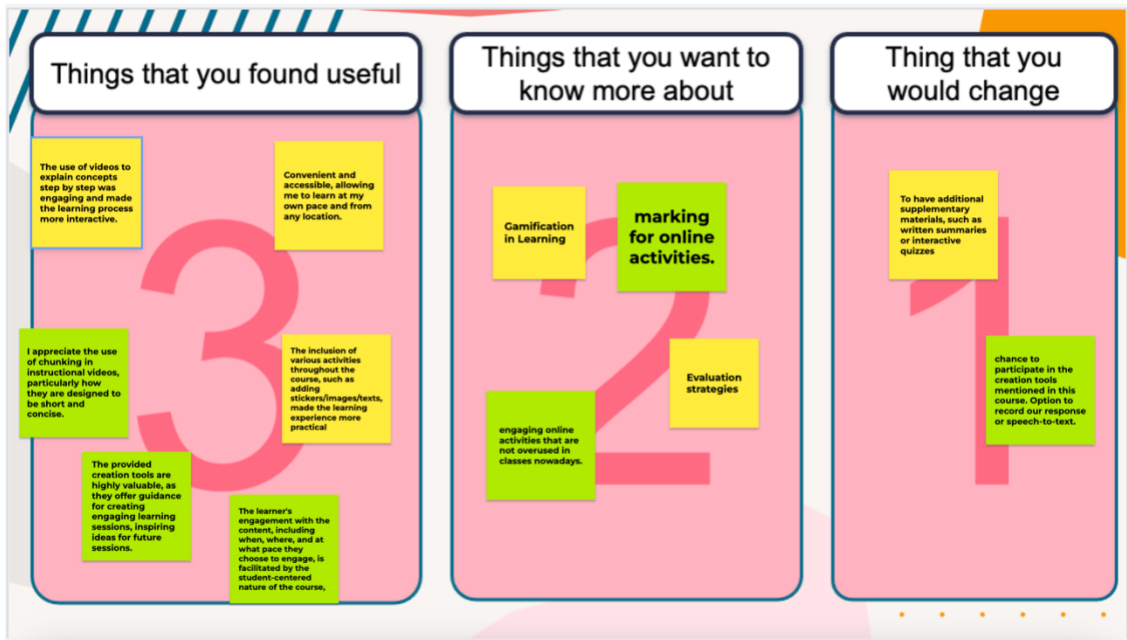 Things that you found useful
The use of videos to
explain concepts
step by step was
engaging and made
the learning process
more interactive.
Convenient and
accessible, allowing
me to learn at my
own pace and from
any location.
3
I appreciate the use
of chunking in
instructional videos,
particularly how
they are designed to
be short and
concise.
The inclusion of
various activities
throughout the
course, such as
adding
stickers/images/texts,
made the learning
experience more
practical
The provided
creation tools are
highly valuable, as
they offer guidance
for creating
engaging learning
sessions, inspiring
ideas for future
sessions.
The learner's
engagement with the
content, including
when, where, and at
what pace they
choose to engage, is
facilitated by the
student-centered
nature of the course,
Things that you want to
know more about
Gamification
in Learning
marking
for online
activities.
2
Evaluation
strategies
engaging online
activities that are
not overused in
classes nowadays.
Thing that you
would change
To have additional
supplementary
materials, such as
written summaries
or interactive
quizzes
1
chance to
participate in the
creation tools
mentioned in this
course. Option to
record our response
or speech-to-text.